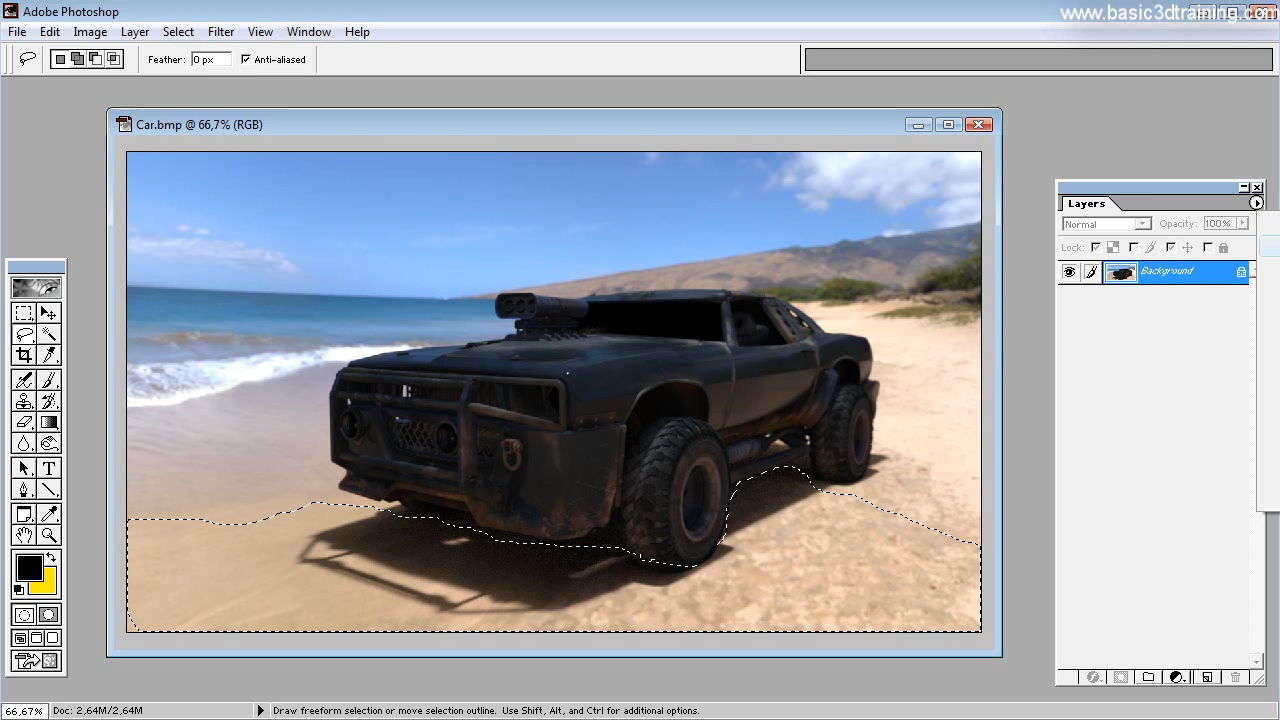 Adobe Photoshop
www.basic3dtraining.com
File Edit Image Layer Select Filter View Window Help
Feather: 0 px Anti-aliased
Car.bmp @ 66,7% (RGB)
Layers
Normal Opacity: 100%
Lock:
Background
T
66,67% Doc: 2,64M/2,64M Draw freeform selection or move selection outline. Use Shift, Alt, and Ctrl for additional options.